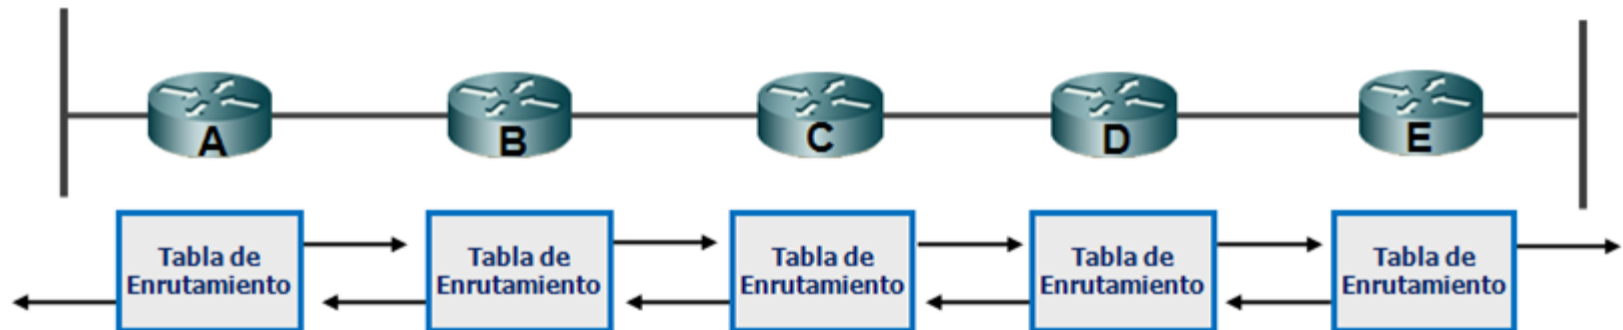 A
B
C
D
E
Tabla de
Enrutamiento
Tabla de
Enrutamiento
Tabla de
Enrutamiento
Tabla de
Enrutamiento
Tabla de
Enrutamiento